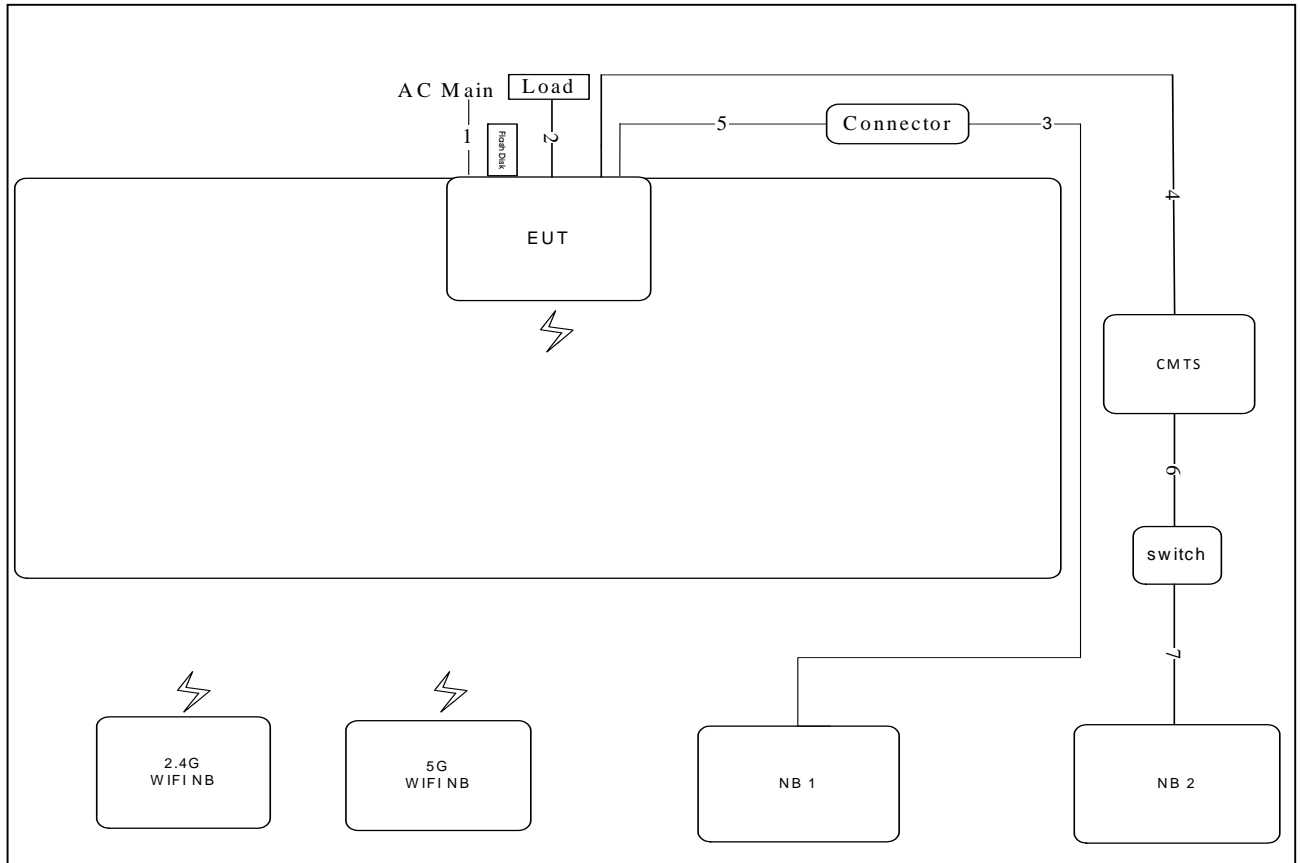 AC Main
Load
1
Flash Disk
2
5
Connector
3
4
EUT
CMTS
6
switch
7
2.4G
WIFI NB
5G
WIFI NB
NB 1
NB 2